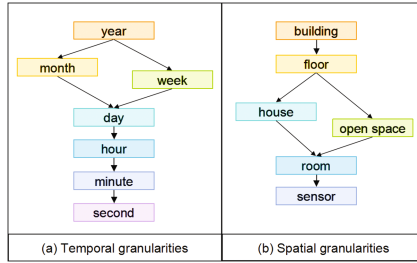 year
month
week
day
hour
minute
second
(a) Temporal granularities
building
floor
house
open space
room
sensor
(b) Spatial granularities